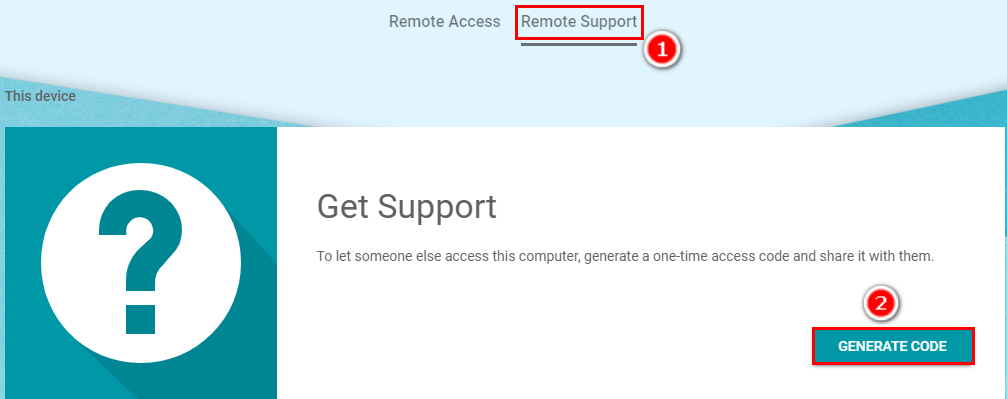 Remote Access Remote Support
1
This device
?
Get Support
To let someone else access this computer, generate a one-time access code and share it with them.
2
GENERATE CODE